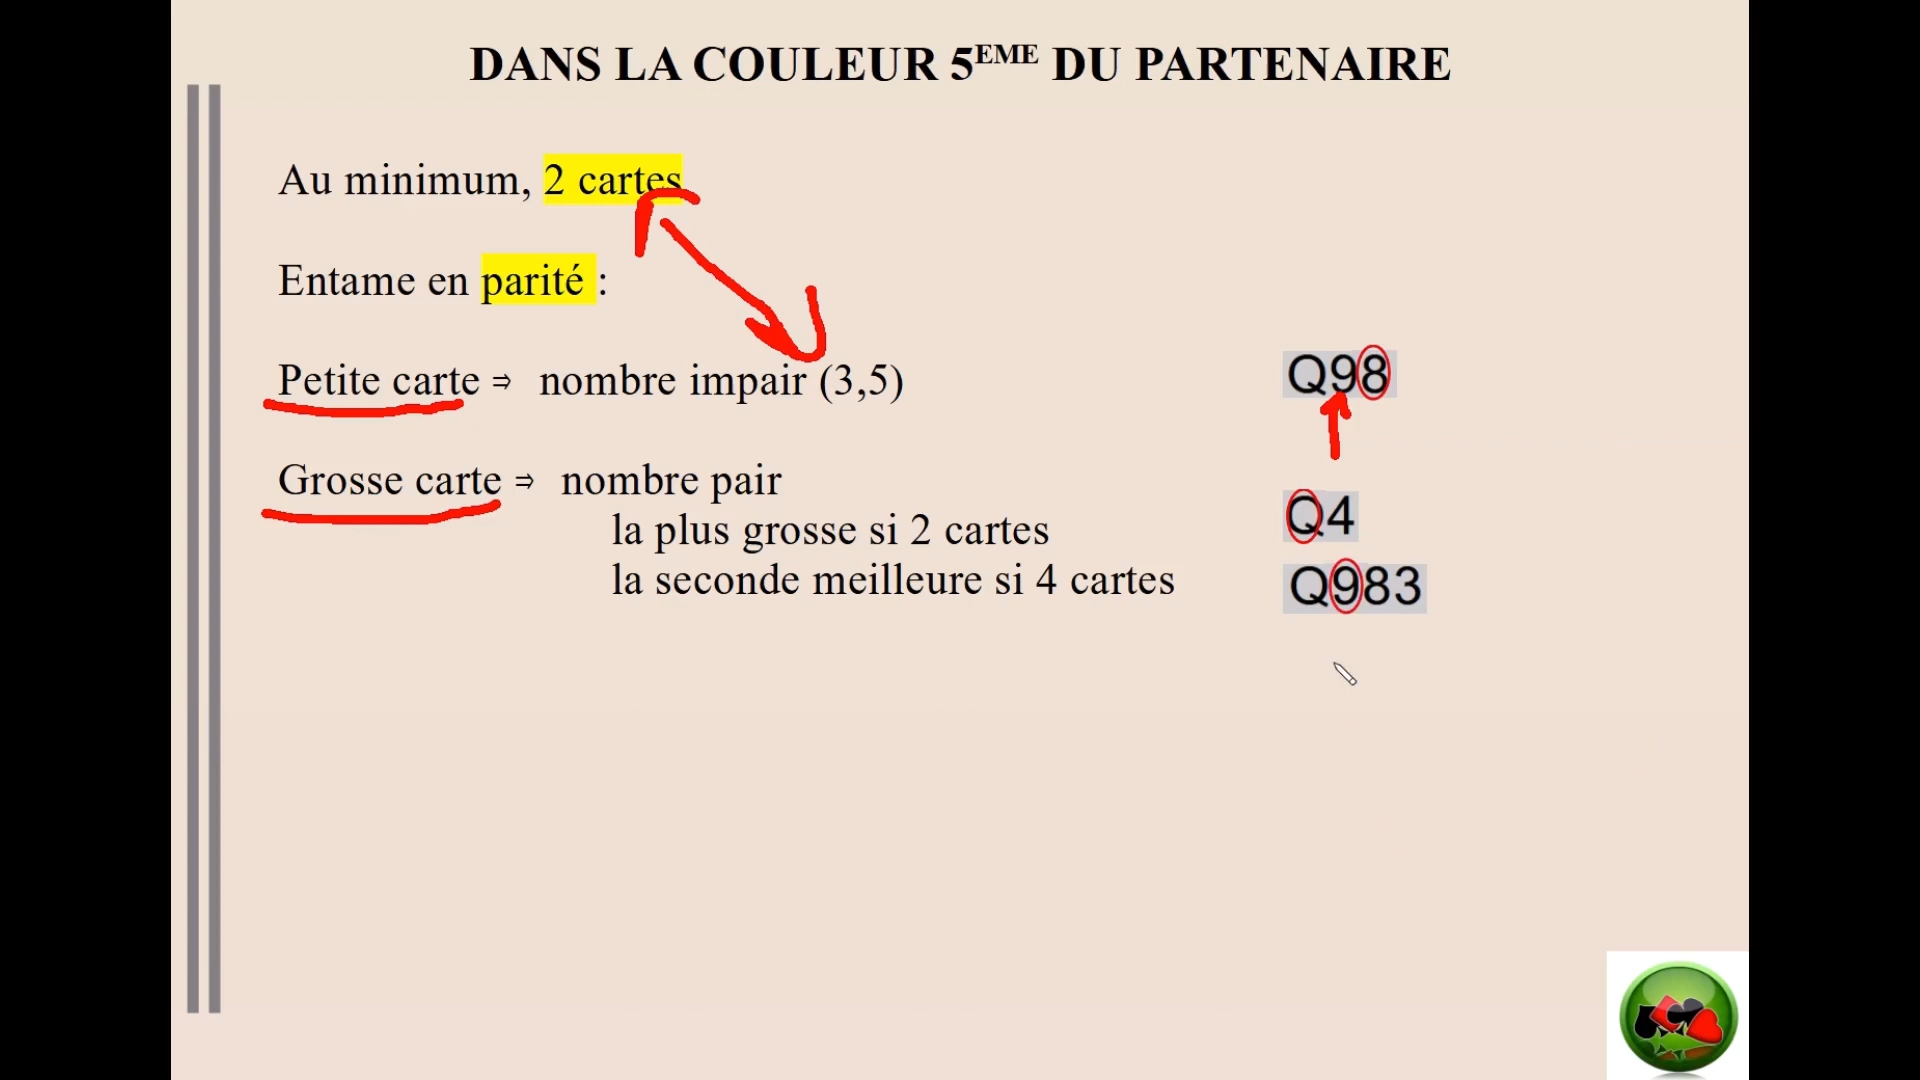 DANS LA COULEUR 5EME DU PARTENAIRE
Au minimum, 2 cartes
Entame en parité :
Petite carte ⇒ nombre impair (3,5)
Q98
Grosse carte ⇒ nombre pair
la plus grosse si 2 cartes
Q4
la seconde meilleure si 4 cartes
Q983